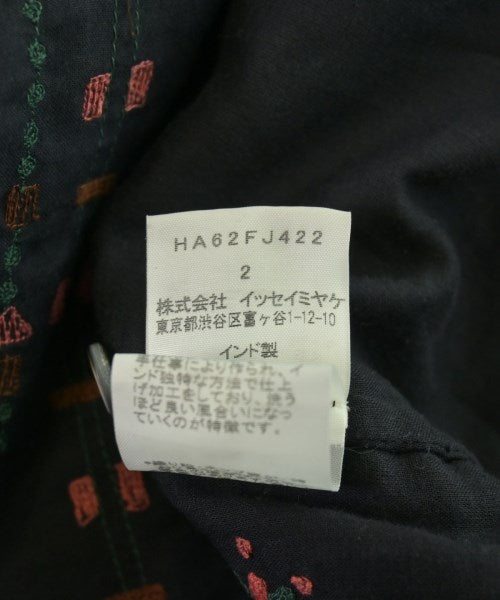 HA62FJ422
2
株式会社 イッセイミヤケ
東京都渋谷区富ヶ谷1-12-10
インド製
手仕事により作られ、イ
ンド独特な方法で仕上
げ加工をしており、洗う
ほど良い風合いになっ
ていくのが特徴です。